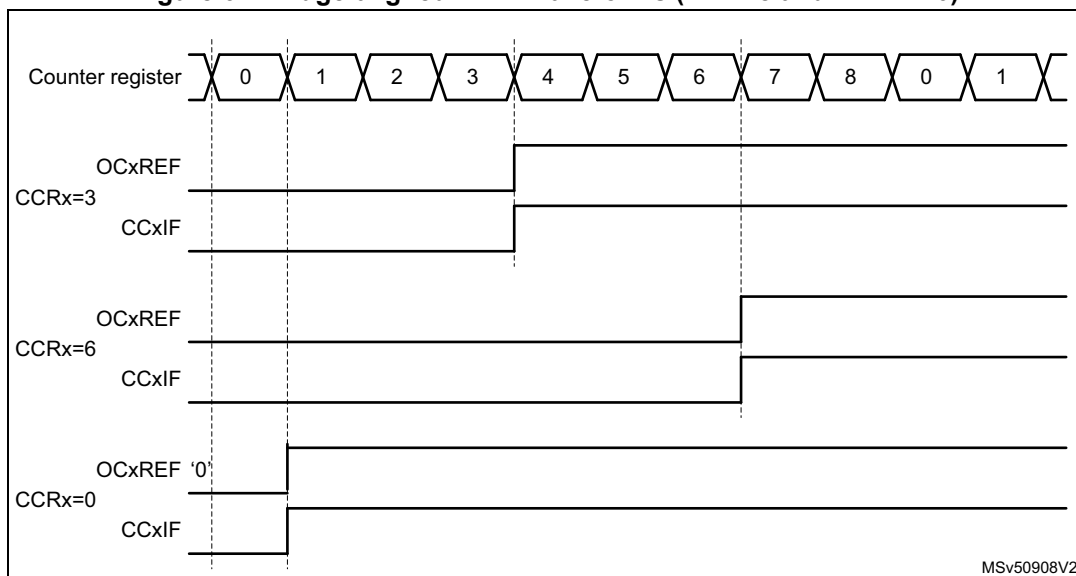 Counter register 0 1 2 3 4 5 6 7 8 0 1
OCxREF
CCRx=3
CCxIF
OCxREF
CCRx=6
CCxIF
OCxREF ‘0’
CCRx=0
CCxIF
MSv50908V2